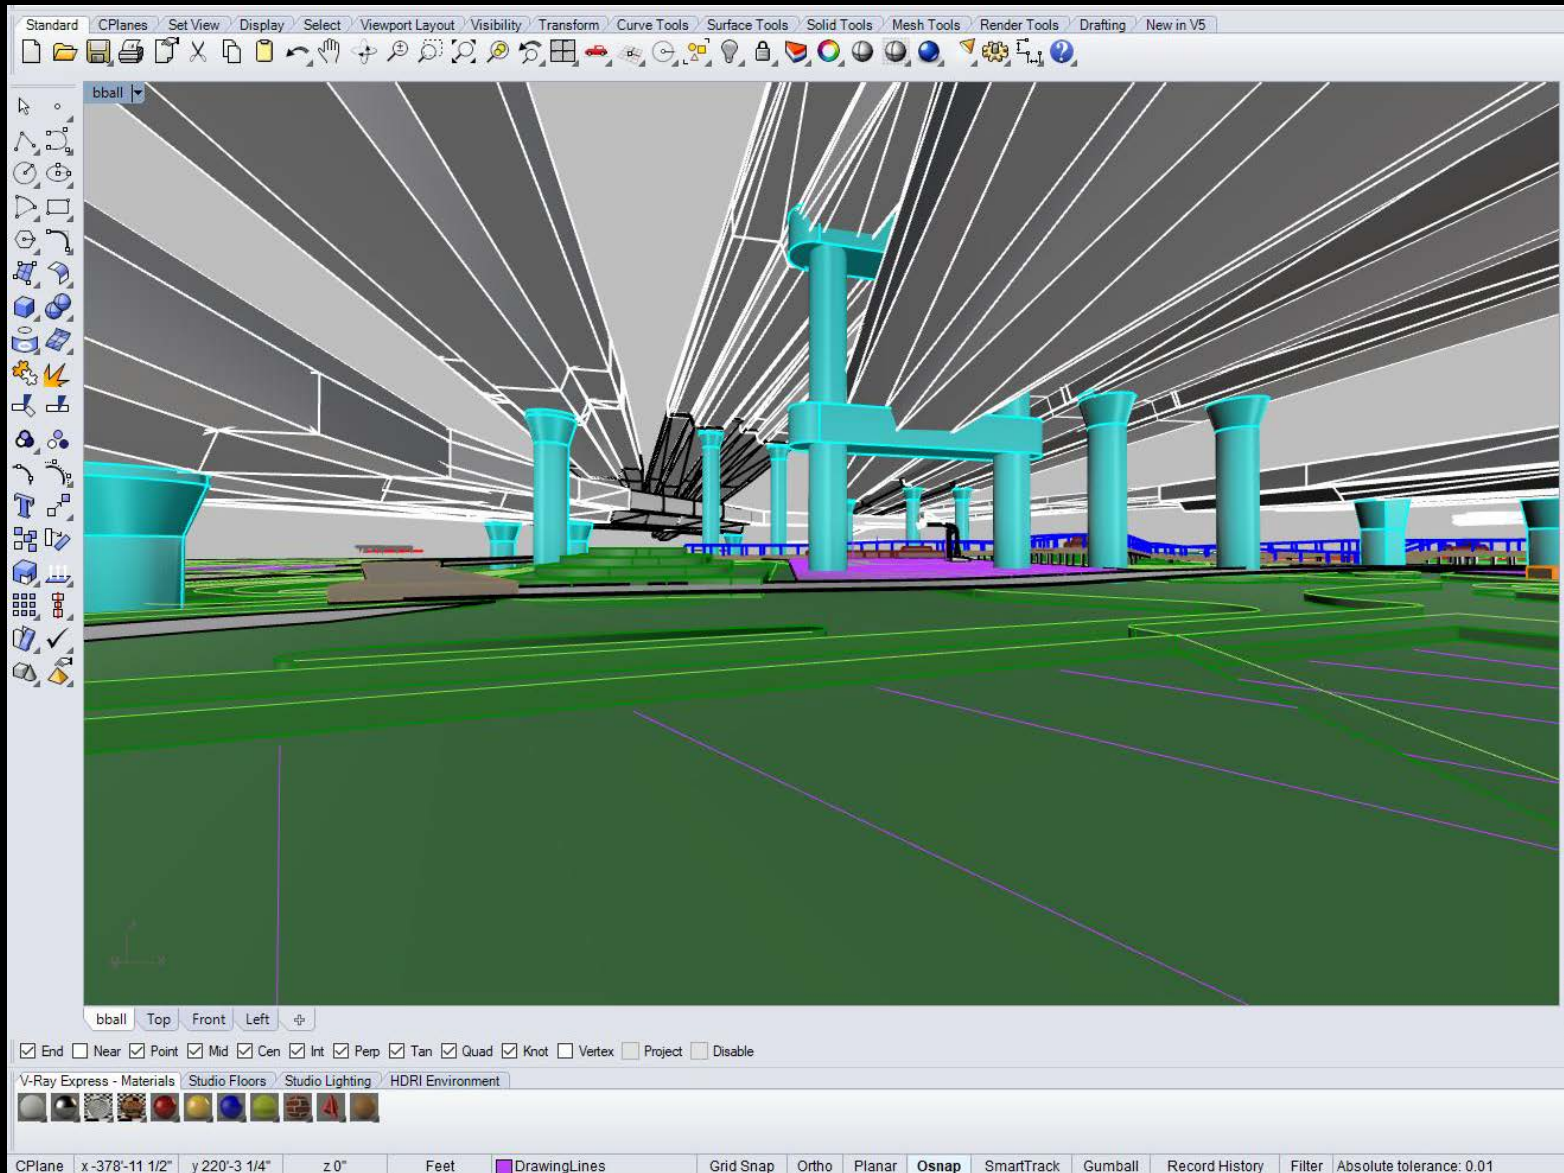 Standard CPlanes Set View Display Select Viewport Layout Visibility Transform Curve Tools Surface Tools Solid Tools Mesh Tools Render Tools Drafting New in V5
bball
bball Top Front Left
End Near Point Mid Cen Int Perp Tan Quad Knot Vertex Project Disable
V-Ray Express - Materials Studio Floors Studio Lighting HDRI Environment
CPlane x -378'-11 1/2" y 220'-3 1/4" z 0" Feet DrawingLines Grid Snap Ortho Planar Osnap SmartTrack Gumball Record History Filter Absolute tolerance: 0.01